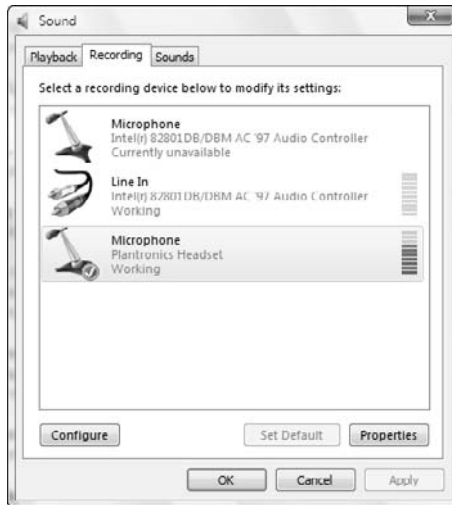 Sound
Playback Recording Sounds
Select a recording device below to modify its settings:
Microphone
Intel(r) 82801DB/DBM AC '97 Audio Controller
Currently unavailable
Line In
Intel(r) 82801DB/DBM AC '97 Audio Controller
Working
Microphone
Plantronics Headset
Working
Configure Set Default Properties
OK Cancel Apply